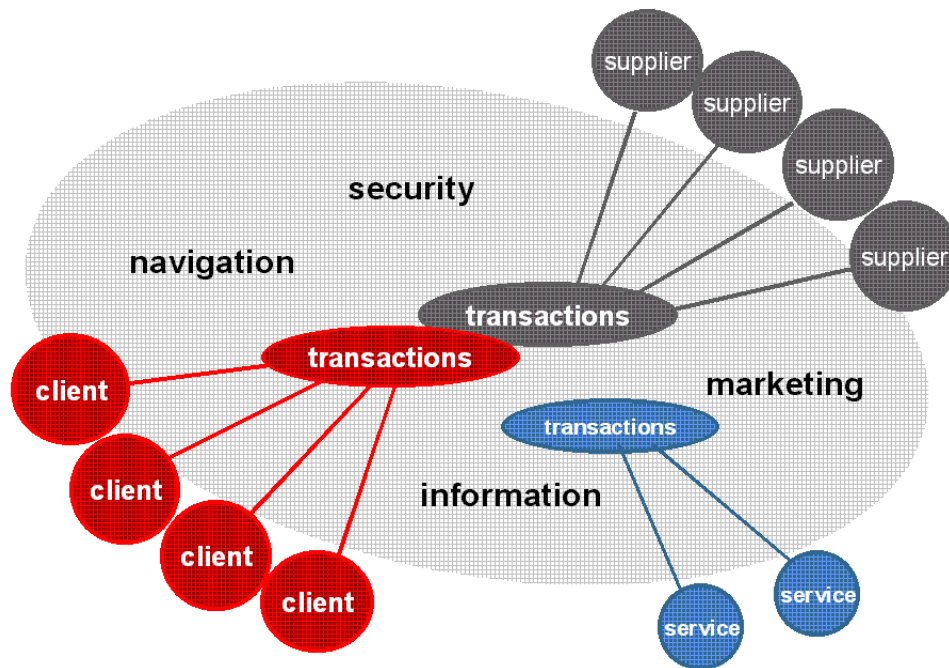 supplier
supplier
supplier
security
supplier
navigation
transactions
transactions
marketing
client
transactions
client
information
client
service
client
service